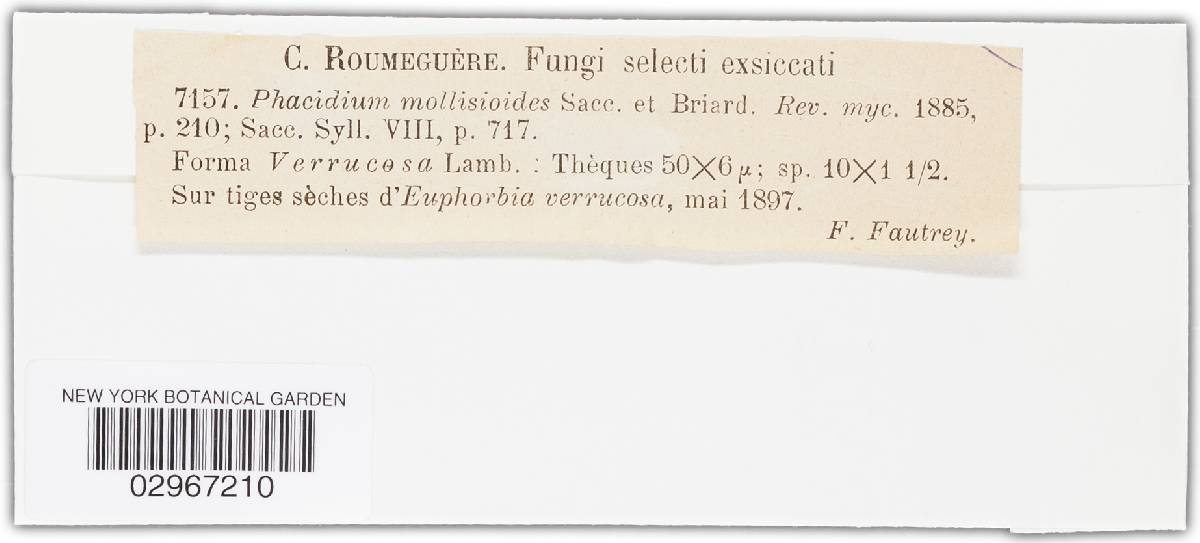 C. ROUMEGUÈRE. Fungi selecti exsiccati
7157. Phacidium mollisioides Sacc. et Briard. Rev. myc. 1885,
p. 210; Sacc. Syll. VIII, p. 717.
Forma Verrucosa Lamb. : Thèques 50×6 µ; sp. 10×1 1/2.
Sur tiges sèches d'Euphorbia verrucosa, mai 1897.
F. Fautrey.
NEW YORK BOTANICAL GARDEN
02967210